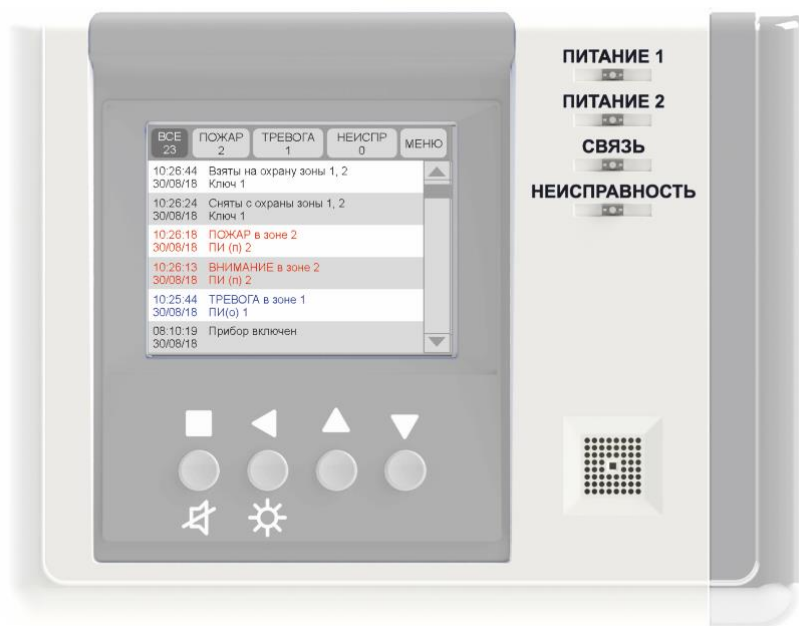 ПИТАНИЕ 1
ПИТАНИЕ 2
СВЯЗЬ
НЕИСПРАВНОСТЬ
ВСЕ
23
ПОЖАР
2
ТРЕВОГА
1
НЕИСПР
0
МЕНЮ
10:26:44 Взяты на охрану зоны 1, 2
30/08/18 Ключ 1
10:26:24 Сняты с охраны зоны 1, 2
30/08/18 Ключ 1
10:26:18 ПОЖАР в зоне 2
30/08/18 ПИ (п) 2
10:26:13 ВНИМАНИЕ в зоне 2
30/08/18 ПИ (п) 2
10:25:44 ТРЕВОГА в зоне 1
30/08/18 ПИ(о) 1
08:10:19 Прибор включен
30/08/18